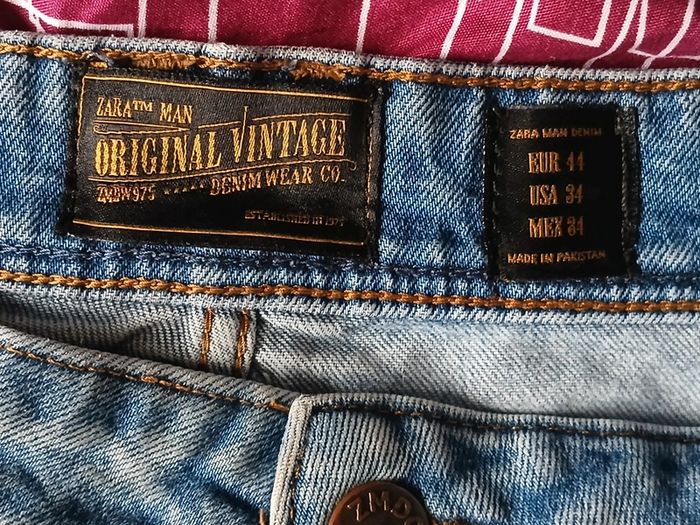 ZARA™ MAN
ORIGINAL VINTAGE
DENIM WEAR CO.
ESTABLISHED IN 1975
ZARA MAN DENIM
EUR 44
USA 34
MEX 34
MADE IN PAKISTAN
Z.M.D